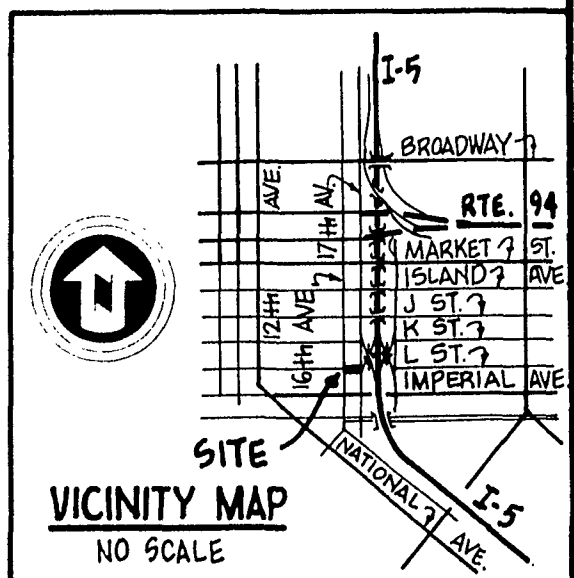 I-5
BROADWAY
RTE. 94
12th AVE.
16th AVE
17th AV.
MARKET ST.
ISLAND AVE
J ST.
K ST.
L ST.
IMPERIAL AVE.
N
SITE
NATIONAL AVE.
I-5
VICINITY MAP
NO SCALE